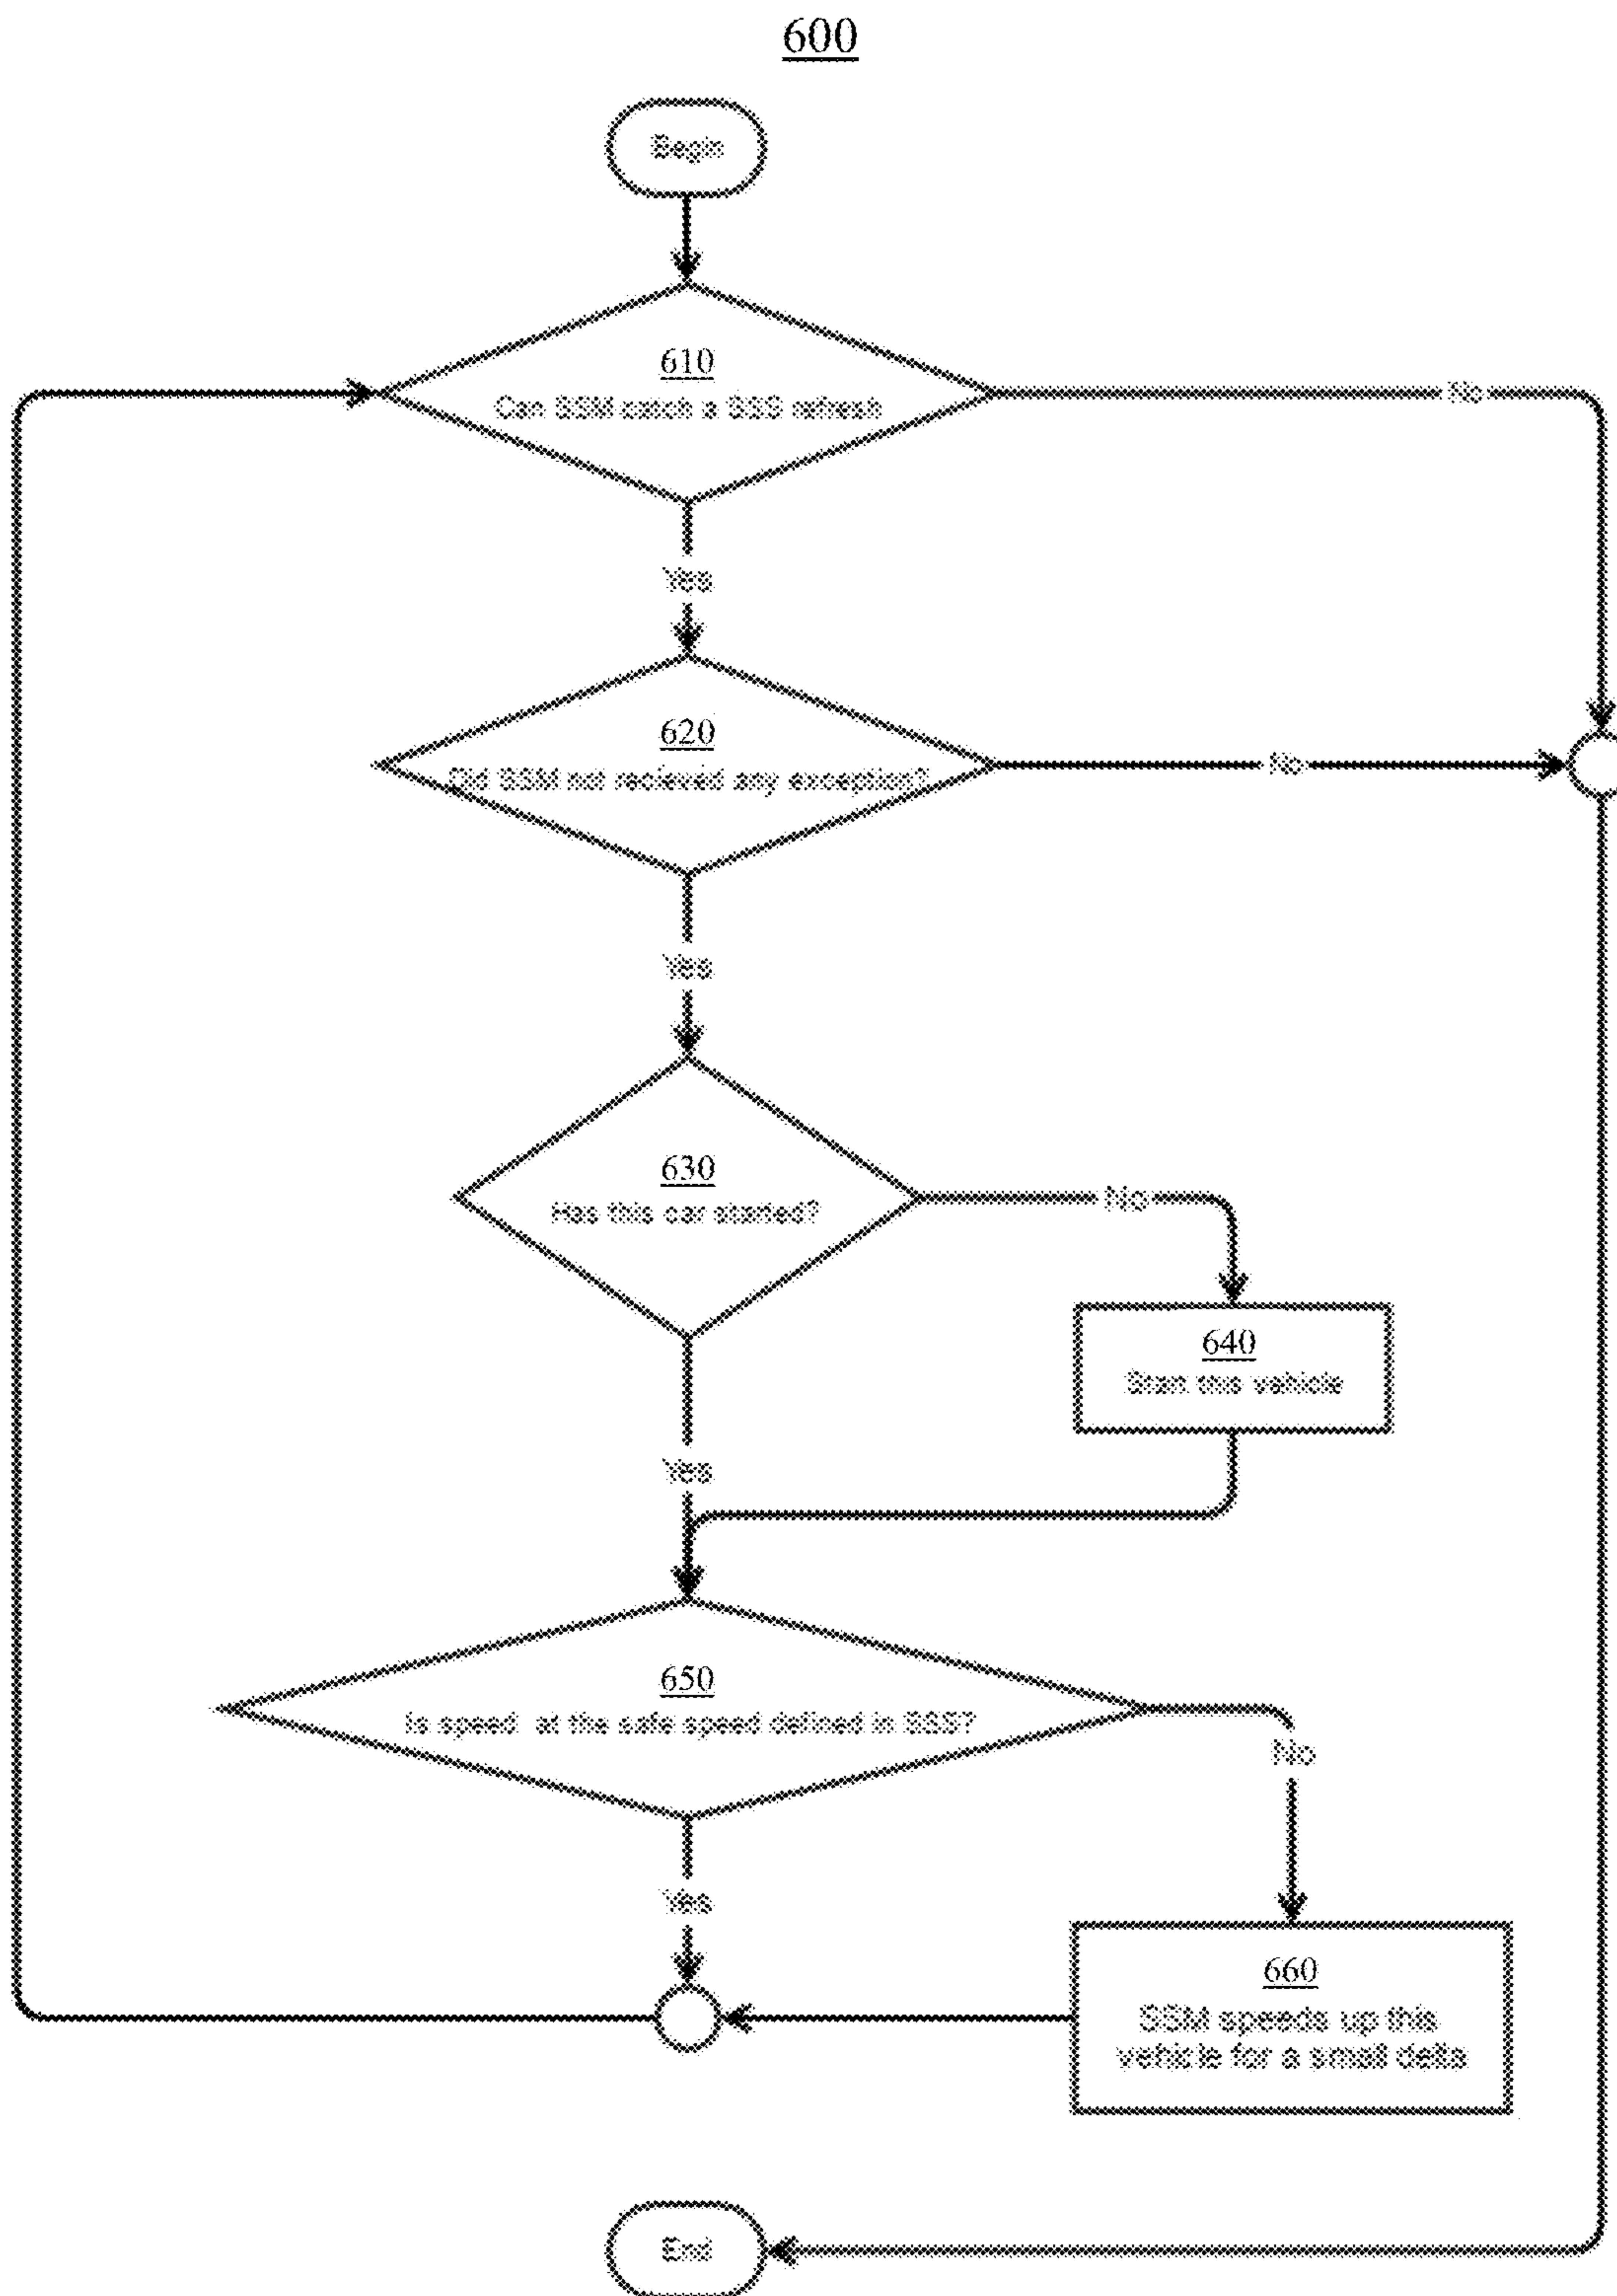 600
Begin
610
Can SSM catch a SSS refresh
No
Yes
620
Did SSM not recieved any exception?
No
Yes
630
Has this car started?
No
640
Start this vehicle
Yes
650
Is speed at the safe speed defined in SSS?
No
Yes
660
SSM speeds up this
vehicle for a small delta
End